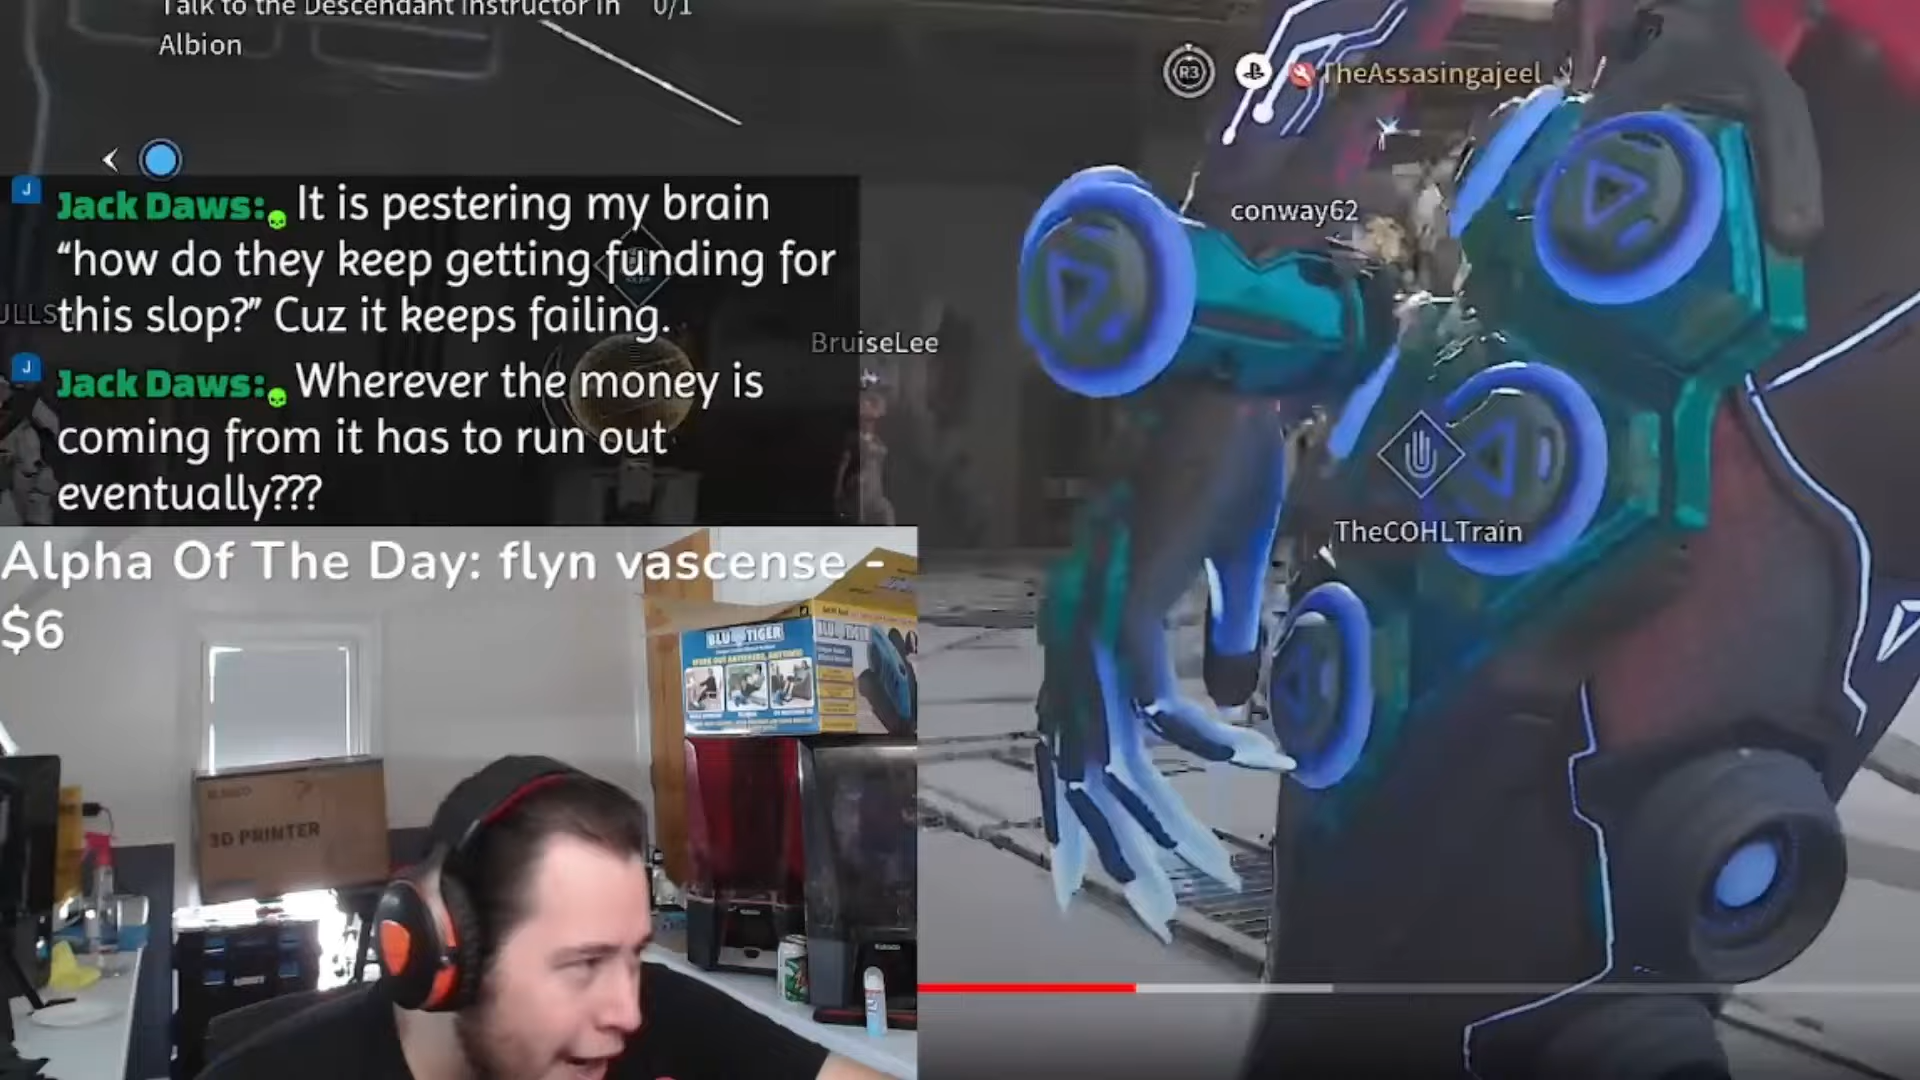 Talk to the Descendant Instructor in 0/1
Albion
R3
TheAssasingajeel
J
Jack Daws: It is pestering my brain
“how do they keep getting funding for
this slop?” Cuz it keeps failing.
conway62
ULLS
BruiseLee
J
Jack Daws: Wherever the money is
coming from it has to run out
eventually???
TheCOHLTrain
Alpha Of The Day: flyn vascense -
$6
BLU TIGER
3D PRINTER